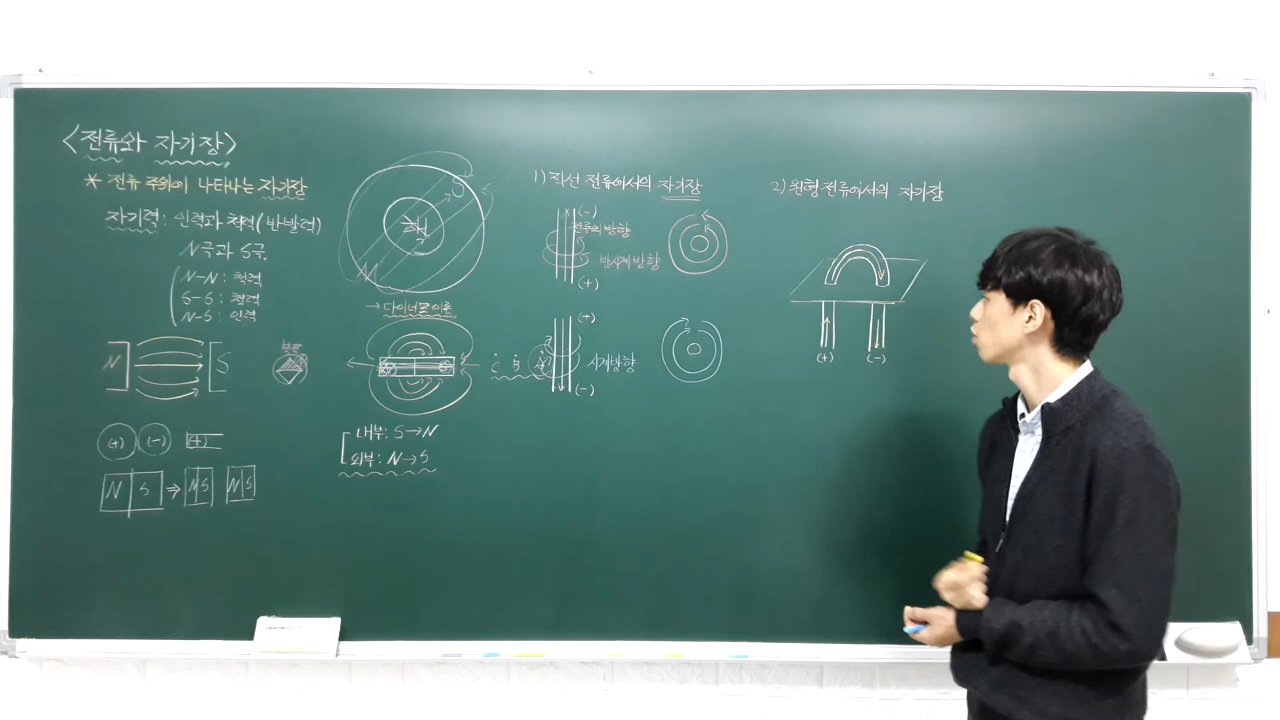 <전류와 자기장>
* 전류 주위에 나타나는 자기장
자기력: 인력과 척력(반발력)
N극과 S극.
N-N: 척력
S-S: 척력
N-S: 인력
N
S
(+) (-) (+)
N S ⇒ N S N S
S
N
→ 다이너모이론
내부: S→N
외부: N→S
1) 직선 전류에서의 자기장
(-)
전류의 방향
반시계 방향
(+)
(+)
시계방향
(-)
2) 원형 전류에서의 자기장
(+) (-)